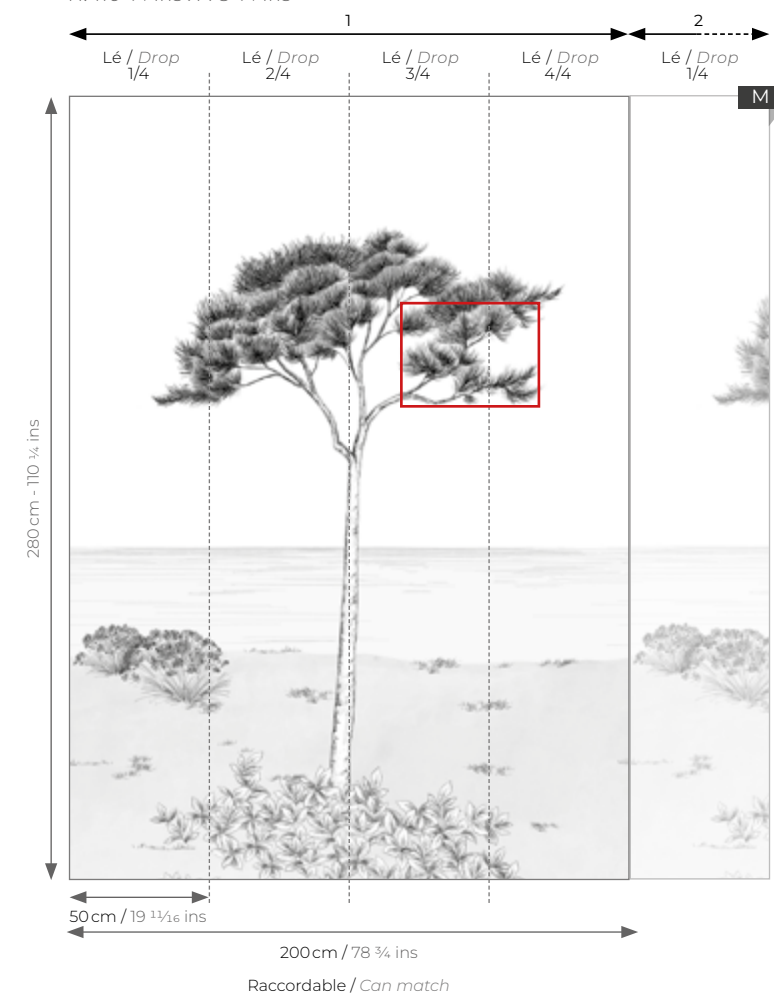 1
2
Lé / Drop
1/4
Lé / Drop
2/4
Lé / Drop
3/4
Lé / Drop
4/4
Lé / Drop
1/4
M
280 cm - 110 ¼ ins
50 cm / 19 ¹¹⁄₁₆ ins
200 cm / 78 ¾ ins
Raccordable / Can match